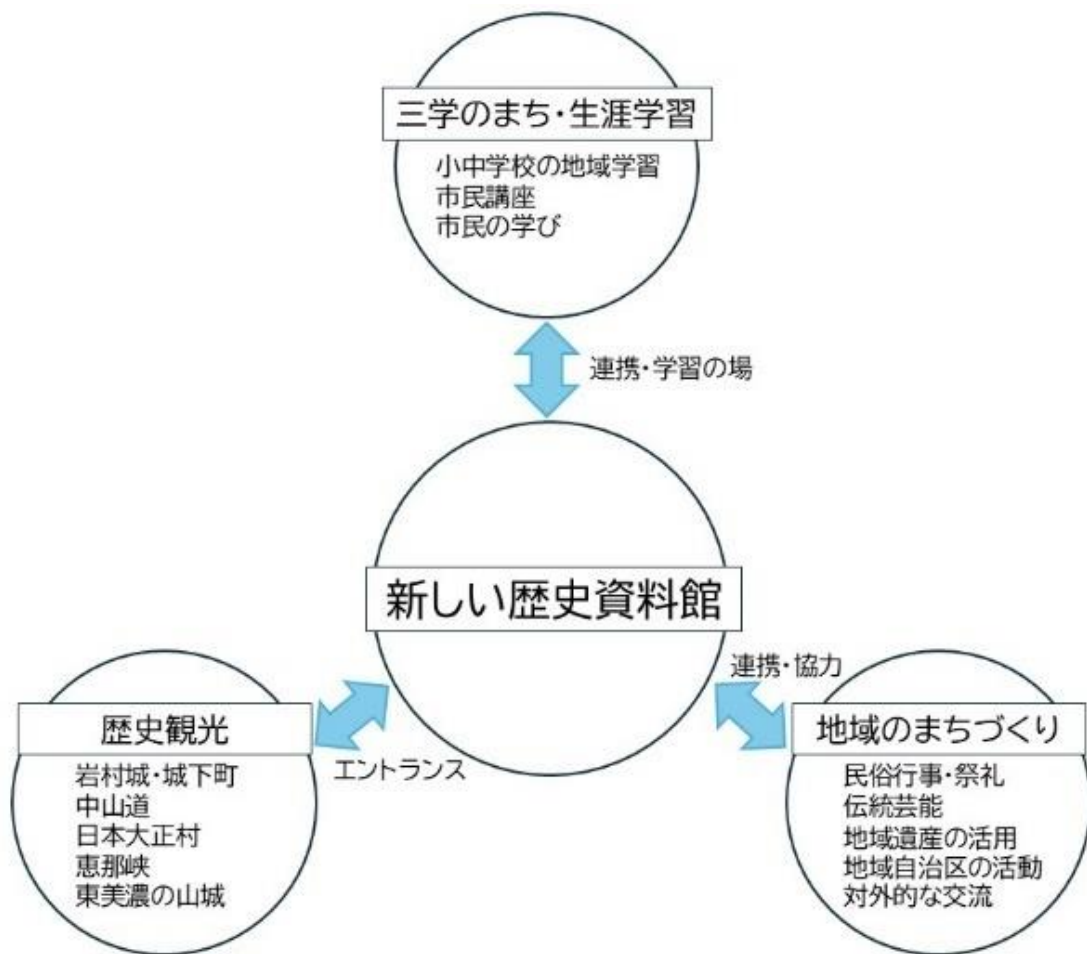 三学のまち・生涯学習
小中学校の地域学習
市民講座
市民の学び
連携・学習の場
新しい歴史資料館
連携・協力
歴史観光
岩村城・城下町
中山道
日本大正村
恵那峡
東美濃の山城
エントランス
地域のまちづくり
民俗行事・祭礼
伝統芸能
地域遺産の活用
地域自治区の活動
対外的な交流